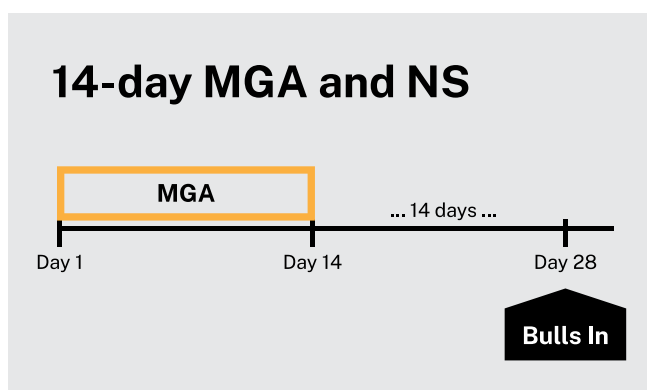 14-day MGA and NS
MGA
... 14 days ...
Day 1
Day 14
Day 28
Bulls In